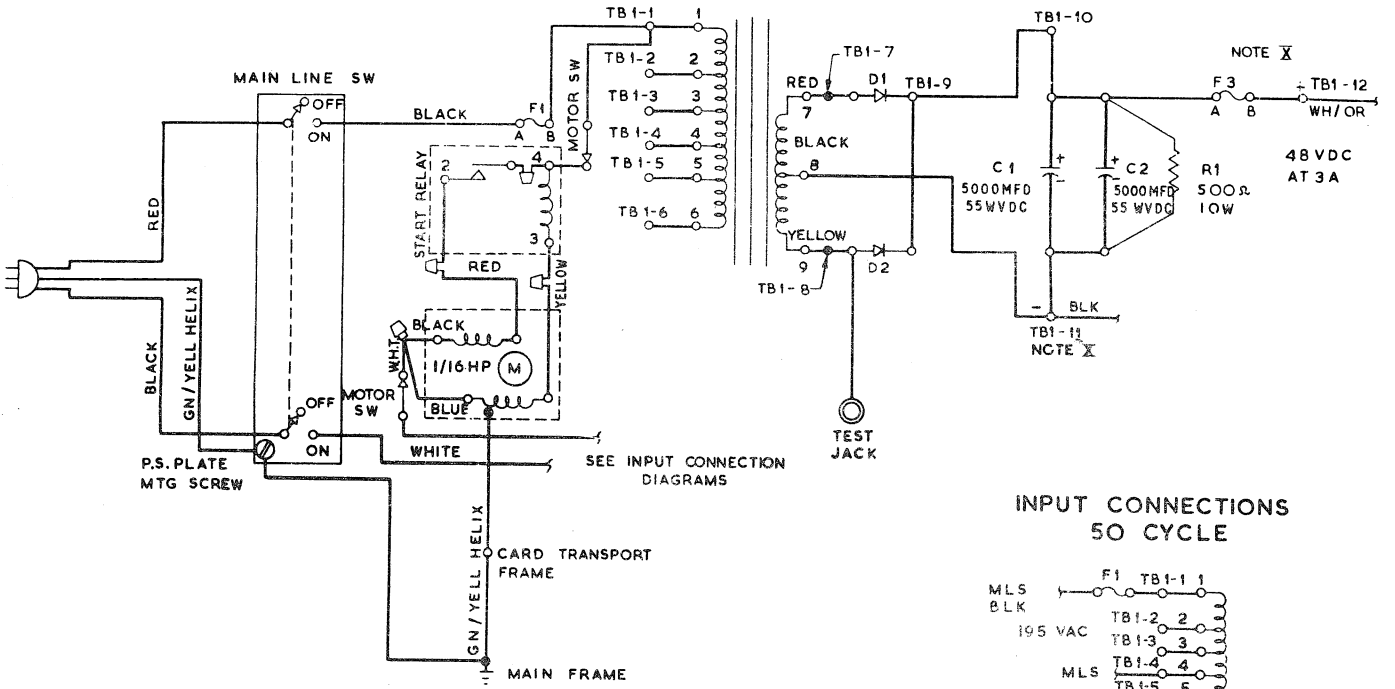 MAIN LINE SW
OFF
ON
BLACK
F1
A B
RED
BLACK
GN/YELL HELIX
P.S. PLATE
MTG SCREW
OFF
ON
MOTOR
SW
WHITE
SEE INPUT CONNECTION
DIAGRAMS
START RELAY
2
4
3
RED
YELLOW
MOTOR SW
BLACK
WHT
1/16 HP
M
BLUE
GN/YELL HELIX
CARD TRANSPORT
FRAME
MAIN FRAME
TB1-1 1
TB1-2 2
TB1-3 3
TB1-4 4
TB1-5 5
TB1-6 6
RED
7
TB1-7
D1
TB1-9
BLACK
8
YELLOW
9
TB1-8
D2
TEST
JACK
TB1-10
C1
5000MFD
55WVDC
+
-
C2
5000MFD
55 WVDC
+
-
R1
500Ω
10W
NOTE X
F3
A B
+ TB1-12
WH/OR
48VDC
AT 3A
-
BLK
TB1-11
NOTE X
INPUT CONNECTIONS
50 CYCLE
MLS
BLK
F1 TB1-1 1
195 VAC
TB1-2 2
TB1-3 3
MLS
TB1-4 4
TB1-5 5